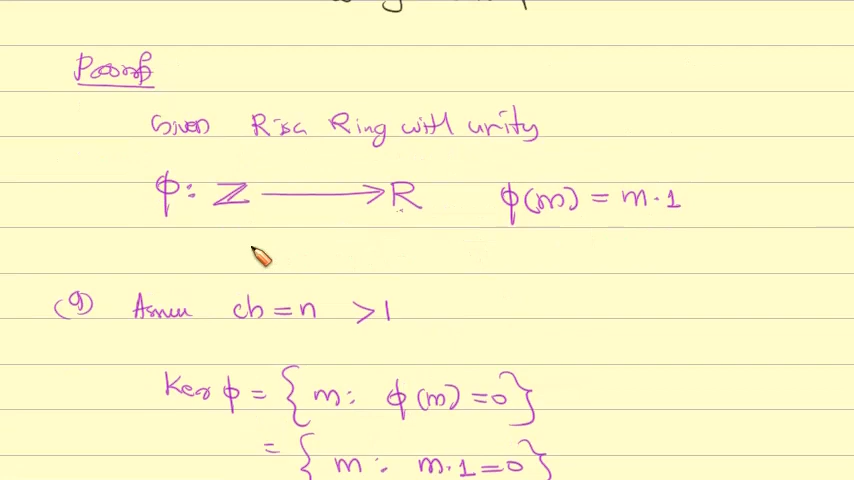 Proof
Given R is a Ring with unity
φ: Z → R φ(m) = m·1
(a) Assume ch = n > 1
Ker φ = { m : φ(m) = 0 }
= { m : m·1 = 0 }